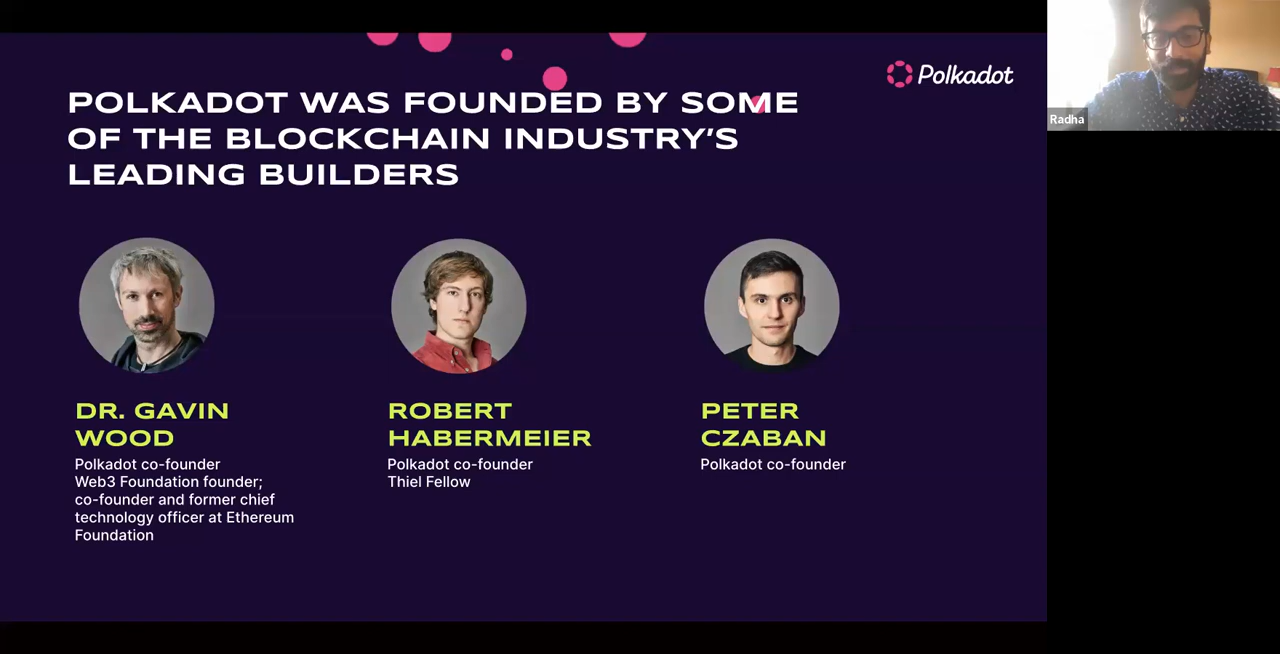 Polkadot
POLKADOT WAS FOUNDED BY SOME
OF THE BLOCKCHAIN INDUSTRY'S
LEADING BUILDERS
DR. GAVIN
WOOD
Polkadot co-founder
Web3 Foundation founder;
co-founder and former chief
technology officer at Ethereum
Foundation
ROBERT
HABERMEIER
Polkadot co-founder
Thiel Fellow
PETER
CZABAN
Polkadot co-founder
Radha